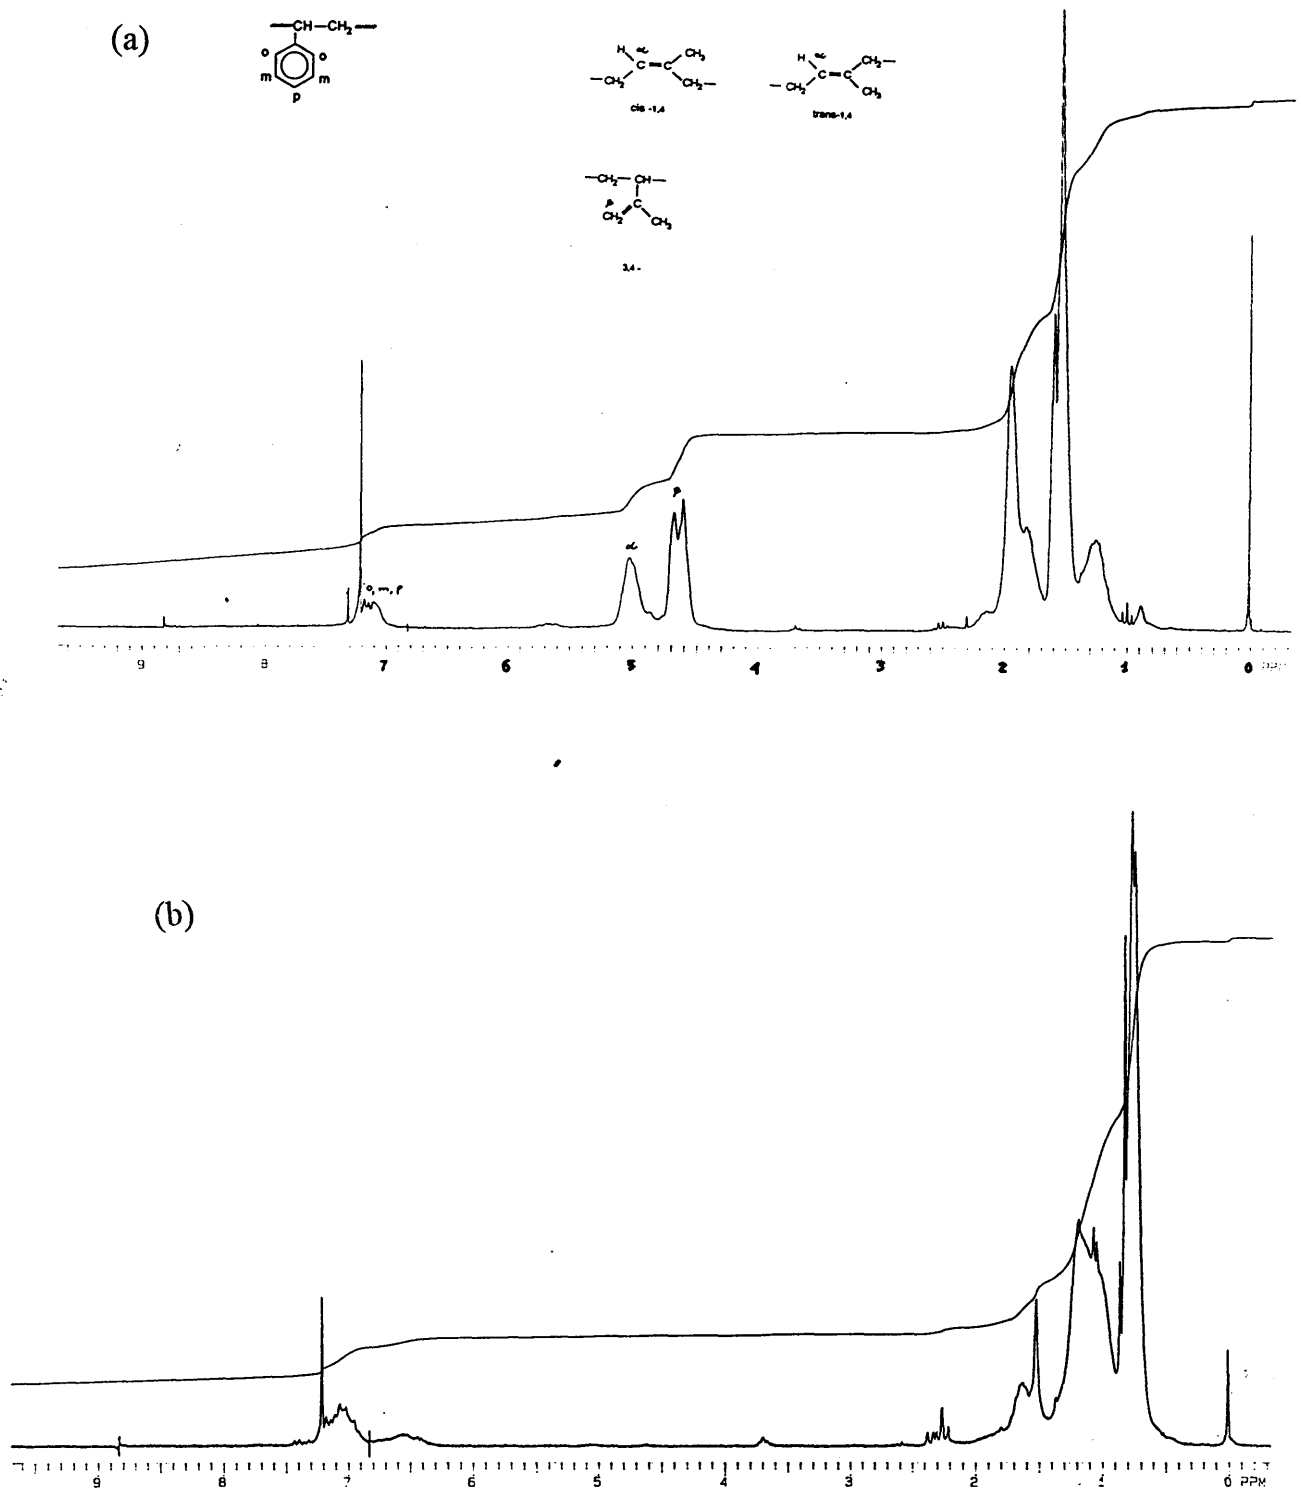 (a)
—CH—CH₂—
o o
m m
p
H α CH₃
C=C
—CH₂ CH₂—
cis -1,4
H α CH₂—
C=C
—CH₂ CH₃
trans-1,4
—CH₂—CH—
β C
CH₂ CH₃
3,4 -
o, m, p
α
β
9 8 7 6 5 4 3 2 1 0 PPM
(b)
9 8 7 6 5 4 3 2 1 0 PPM